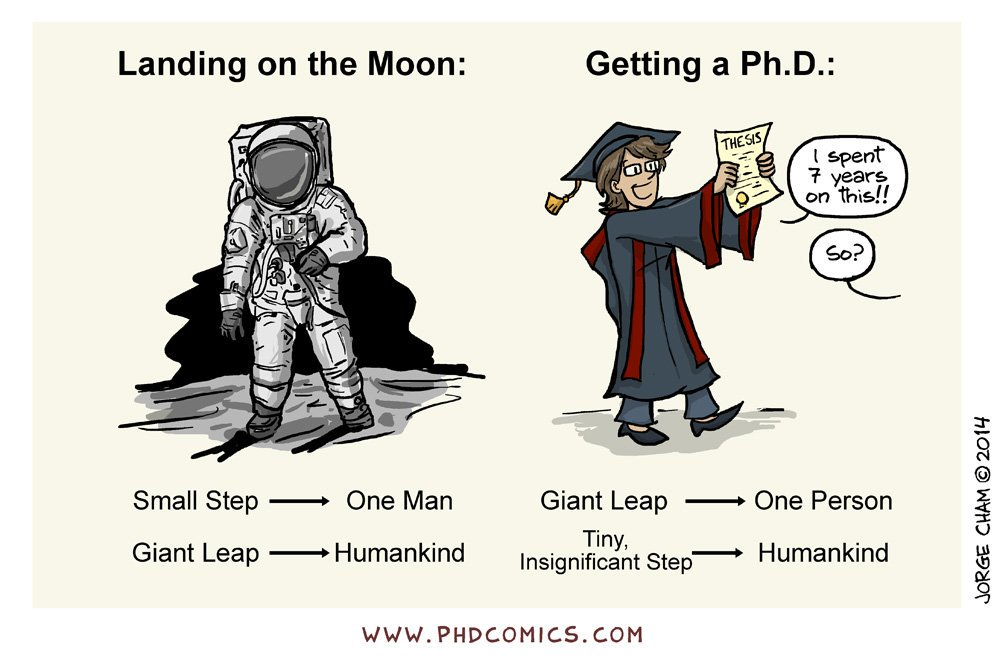 Landing on the Moon:
Getting a Ph.D.:
THESIS
I spent
7 years
on this!!
So?
Small Step → One Man
Giant Leap → Humankind
Giant Leap → One Person
Tiny,
Insignificant Step → Humankind
JORGE CHAM © 2014
WWW.PHDCOMICS.COM